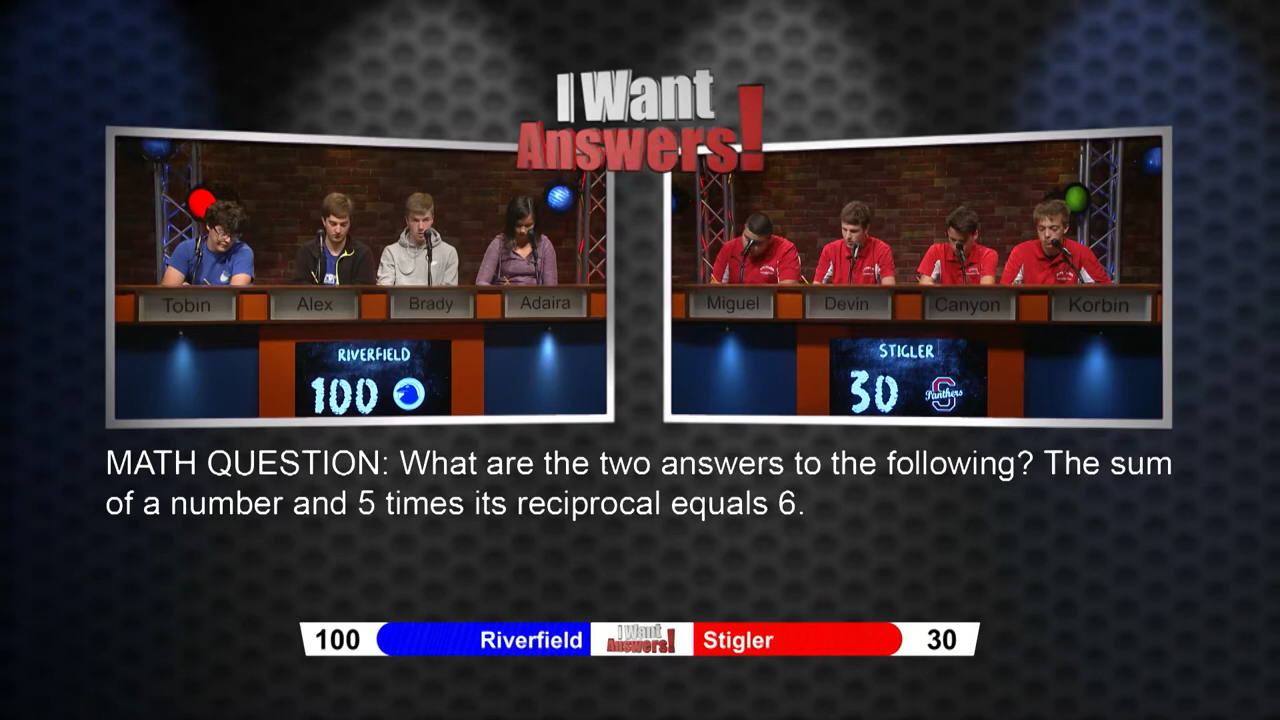 I Want
Answers!
Tobin
Alex
Brady
Adaira
RIVERFIELD
100
Miguel
Devin
Canyon
Korbin
STIGLER
30
Panthers
MATH QUESTION: What are the two answers to the following? The sum
of a number and 5 times its reciprocal equals 6.
100 Riverfield I Want Answers! Stigler 30